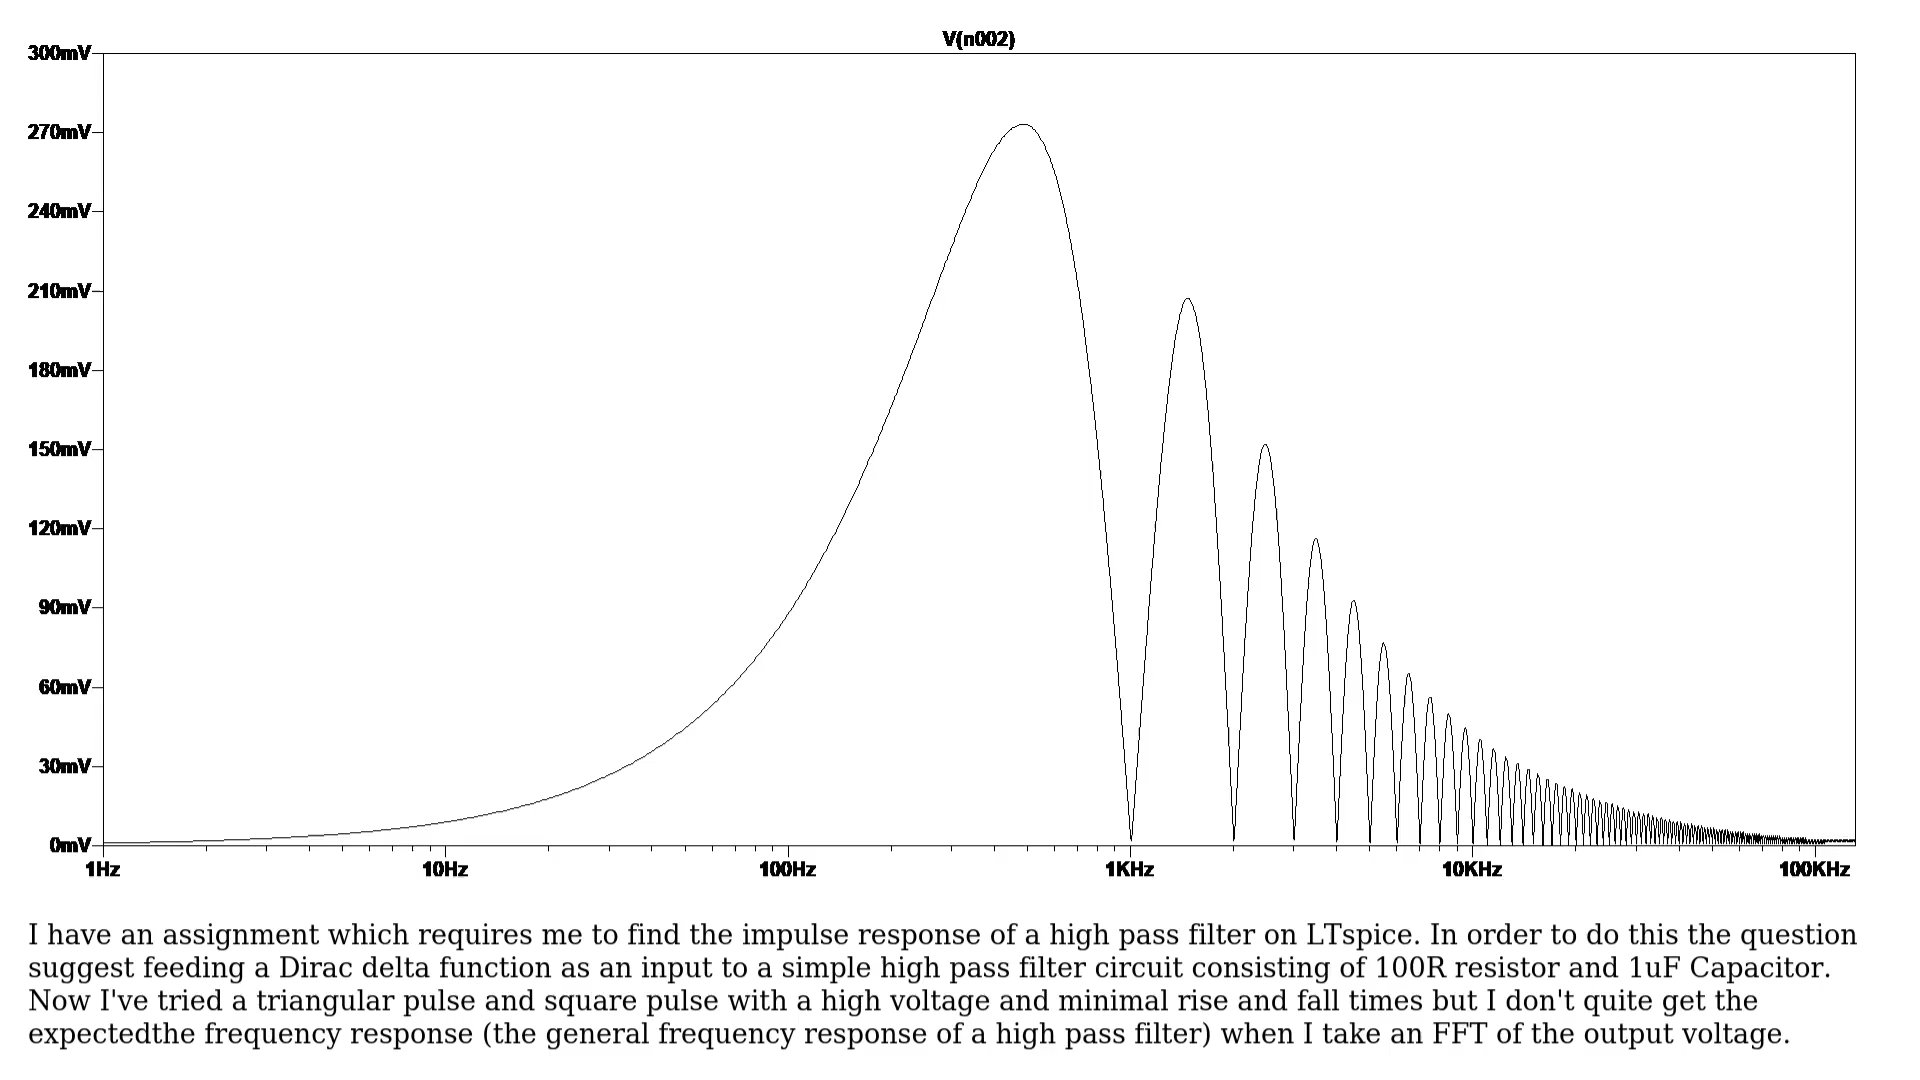 V(n002)
300mV
270mV
240mV
210mV
180mV
150mV
120mV
90mV
60mV
30mV
0mV
1Hz 10Hz 100Hz 1KHz 10KHz 100KHz
I have an assignment which requires me to find the impulse response of a high pass filter on LTspice. In order to do this the question
suggest feeding a Dirac delta function as an input to a simple high pass filter circuit consisting of 100R resistor and 1uF Capacitor.
Now I've tried a triangular pulse and square pulse with a high voltage and minimal rise and fall times but I don't quite get the
expectedthe frequency response (the general frequency response of a high pass filter) when I take an FFT of the output voltage.